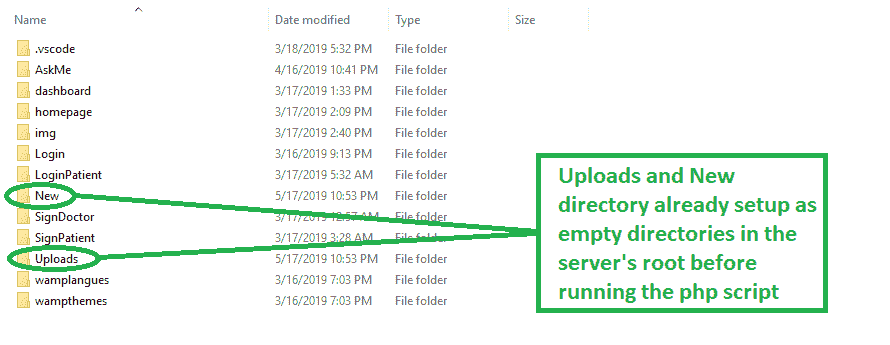 Name Date modified Type Size
.vscode 3/18/2019 5:32 PM File folder
AskMe 4/16/2019 10:41 PM File folder
dashboard 3/17/2019 1:33 PM File folder
homepage 3/17/2019 2:09 PM File folder
img 3/17/2019 2:40 PM File folder
Login 3/16/2019 9:13 PM File folder
LoginPatient 3/17/2019 5:32 AM File folder
New 5/17/2019 10:53 PM File folder
SignDoctor 3/17/2019 12:57 AM File folder
SignPatient 3/17/2019 3:28 AM File folder
Uploads 5/17/2019 10:53 PM File folder
wamplangues 3/16/2019 7:03 PM File folder
wampthemes 3/16/2019 7:03 PM File folder
Uploads and New
directory already setup as
empty directories in the
server's root before
running the php script